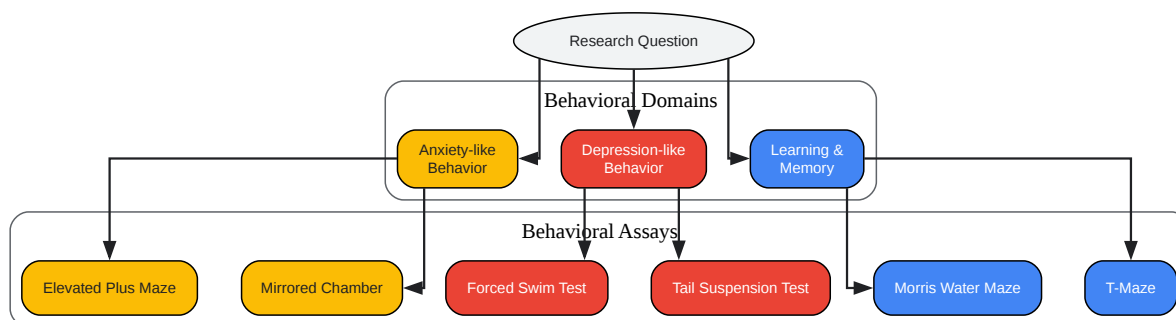 Research Question
Behavioral Domains
Anxiety-like
Behavior
Depression-like
Behavior
Learning &
Memory
Behavioral Assays
Elevated Plus Maze
Mirrored Chamber
Forced Swim Test
Tail Suspension Test
Morris Water Maze
T-Maze